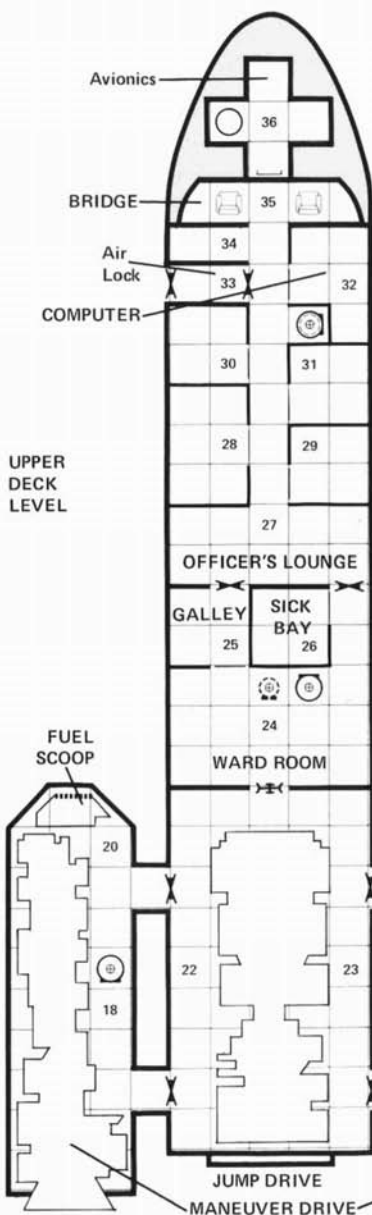 Avionics
36
BRIDGE
35
34
Air
Lock
33
32
COMPUTER
30
31
28
29
UPPER
DECK
LEVEL
27
OFFICER'S LOUNGE
GALLEY
SICK
BAY
25
26
24
FUEL
SCOOP
WARD ROOM
20
22
23
18
JUMP DRIVE
MANEUVER DRIVE